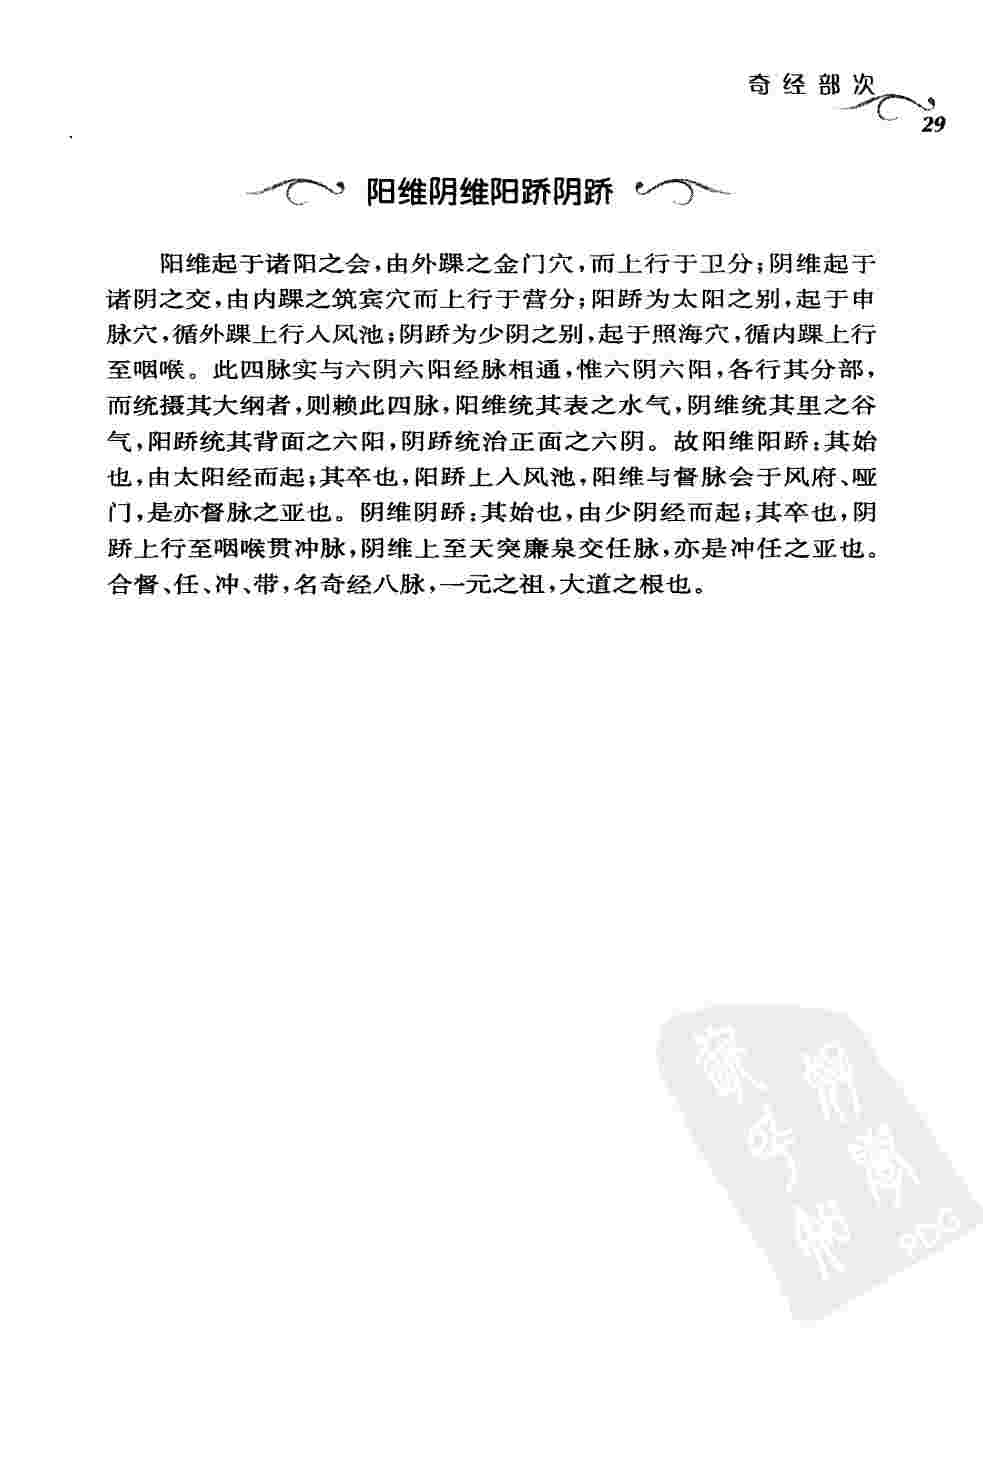 奇经部次
29
阳维阴维阳跷阴跷
阳维起于诸阳之会,由外踝之金门穴,而上行于卫分;阴维起于
诸阴之交,由内踝之筑宾穴而上行于营分;阳跷为太阳之别,起于申
脉穴,循外踝上行入风池;阴跷为少阴之别,起于照海穴,循内踝上行
至咽喉。此四脉实与六阴六阳经脉相通,惟六阴六阳,各行其分部,
而统摄其大纲者,则赖此四脉,阳维统其表之水气,阴维统其里之谷
气,阳跷统其背面之六阳,阴跷统治正面之六阴。故阳维阳跷:其始
也,由太阳经而起;其卒也,阳跷上入风池,阳维与督脉会于风府、哑
门,是亦督脉之亚也。阴维阴跷:其始也,由少阴经而起;其卒也,阴
跷上行至咽喉贯冲脉,阴维上至天突廉泉交任脉,亦是冲任之亚也。
合督、任、冲、带,名奇经八脉,一元之祖,大道之根也。
PDG